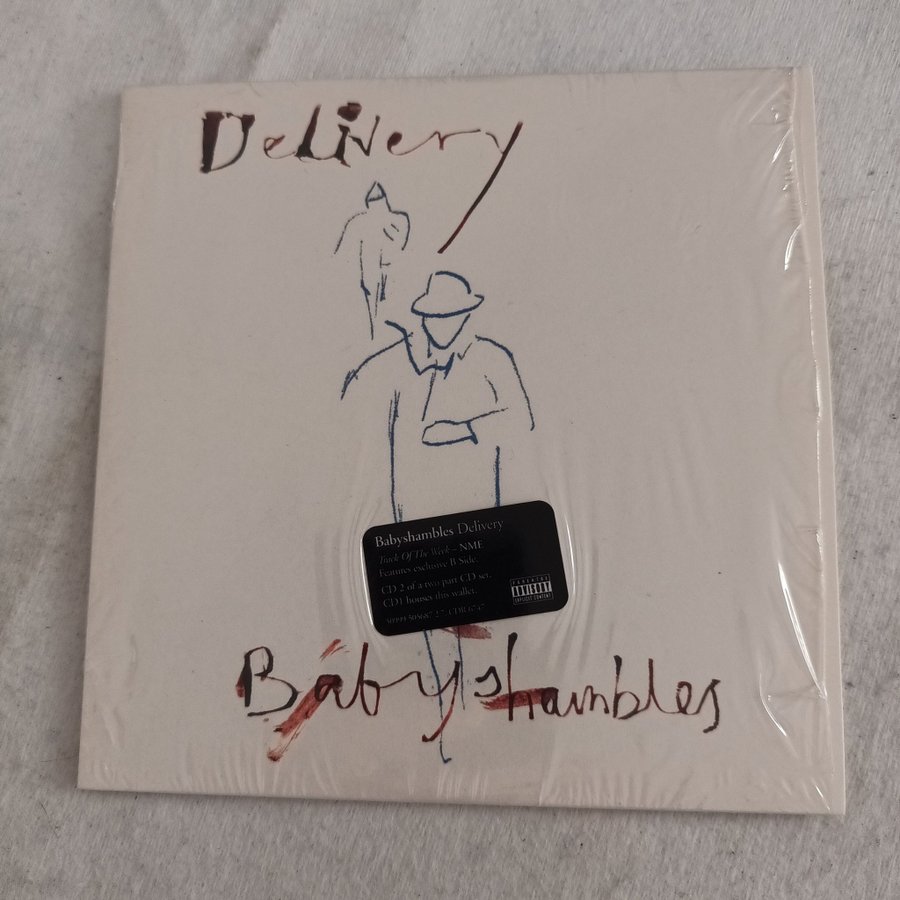 Delivery
Babyshambles Delivery
Track Of The Week – NME
Features exclusive B Side.
CD 2 of a two part CD set.
CD1 houses this wallet.
PARENTAL
ADVISORY
EXPLICIT CONTENT
Babyshambles